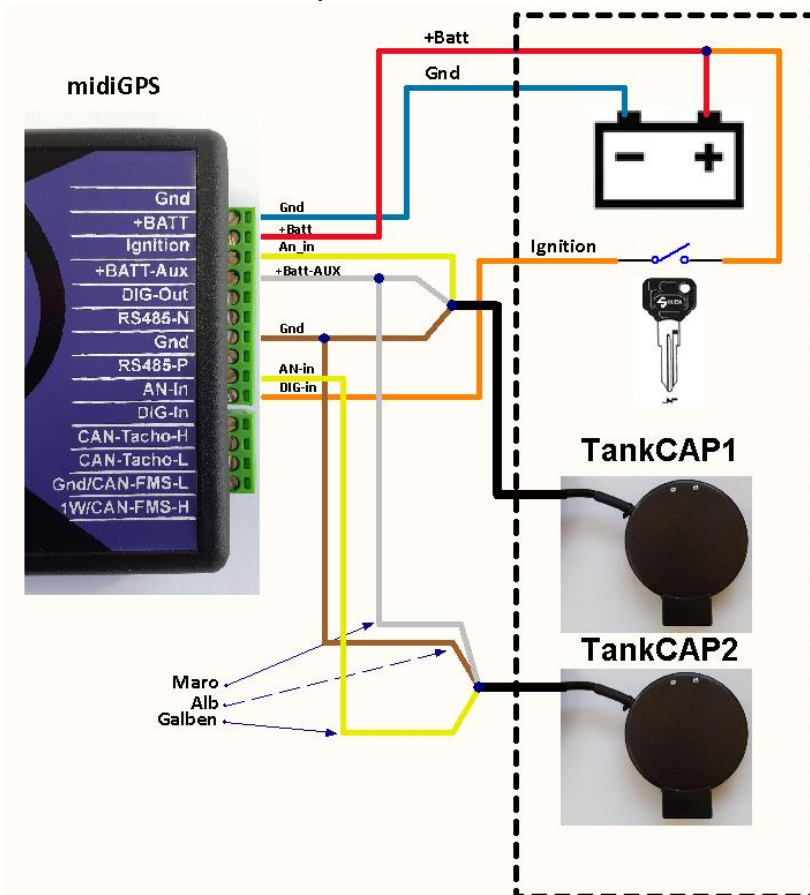 +Batt
Gnd
midiGPS
Gnd
+BATT
Ignition
+BATT-Aux
DIG-Out
RS485-N
Gnd
RS485-P
AN-In
DIG-In
CAN-Tacho-H
CAN-Tacho-L
Gnd/CAN-FMS-L
1W/CAN-FMS-H
Gnd
+Batt
An_in
+Batt-AUX
Gnd
AN-in
DIG-in
Ignition
TankCAP1
TankCAP2
Maro
Alb
Galben